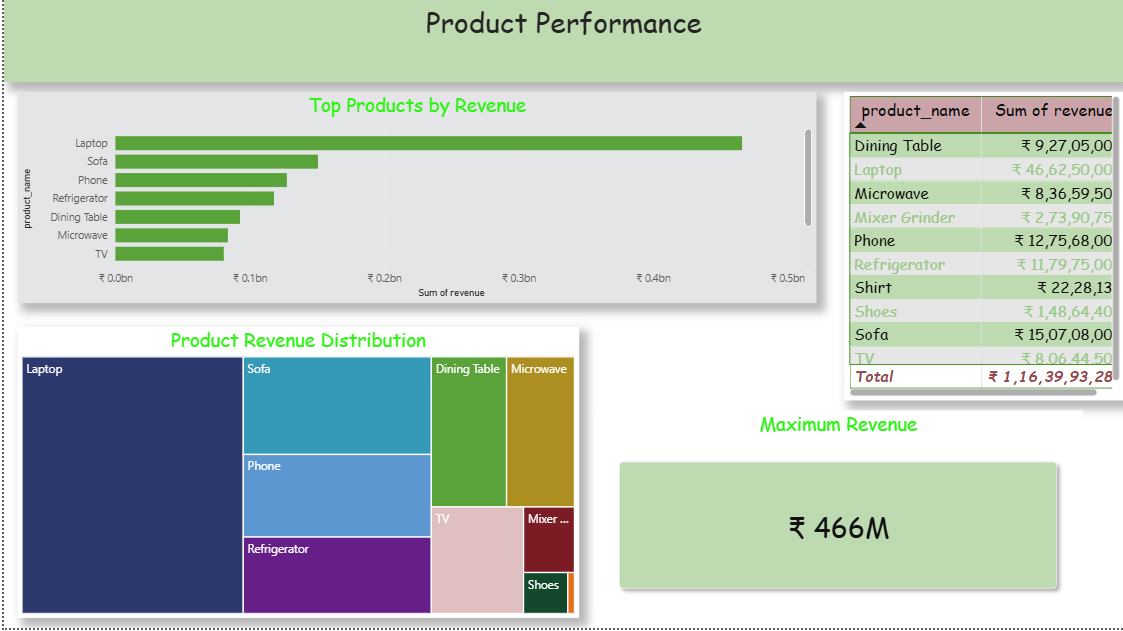 Product Performance
Top Products by Revenue
product_name
Laptop
Sofa
Phone
Refrigerator
Dining Table
Microwave
TV
₹ 0.0bn ₹ 0.1bn ₹ 0.2bn ₹ 0.3bn ₹ 0.4bn ₹ 0.5bn
Sum of revenue
product_name Sum of revenue
Dining Table ₹ 9,27,05,00
Laptop ₹ 46,62,50,00
Microwave ₹ 8,36,59,50
Mixer Grinder ₹ 2,73,90,75
Phone ₹ 12,75,68,00
Refrigerator ₹ 11,79,75,00
Shirt ₹ 22,28,13
Shoes ₹ 1,48,64,40
Sofa ₹ 15,07,08,00
TV ₹ 8,06,44,50
Total ₹ 1,16,39,93,28
Product Revenue Distribution
Laptop
Sofa
Phone
Refrigerator
Dining Table
Microwave
TV
Mixer ...
Shoes
Maximum Revenue
₹ 466M